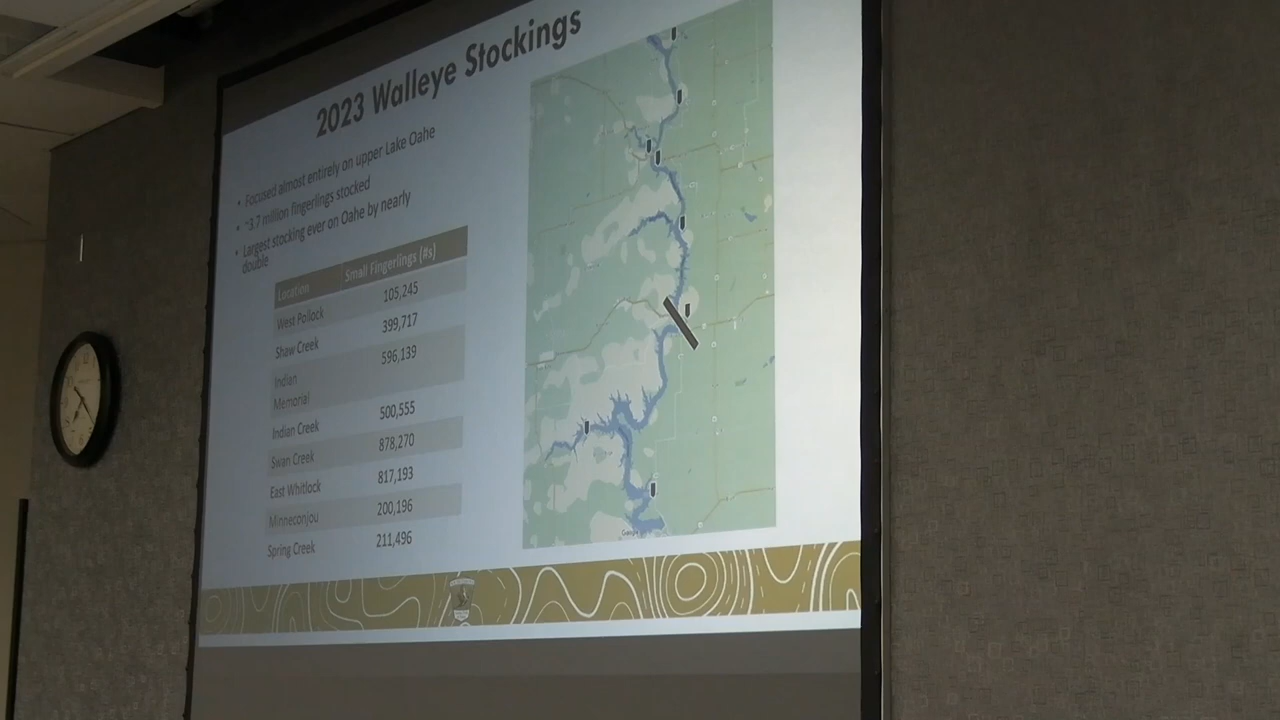 2023 Walleye Stockings
• Focused almost entirely on upper Lake Oahe
• ~3.7 million fingerlings stocked
• Largest stocking ever on Oahe by nearly
double
Location Small Fingerlings (#s)
West Pollock 105,245
Shaw Creek 399,717
Indian 596,139
Memorial
Indian Creek 500,555
Swan Creek 878,270
East Whitlock 817,193
Minneconjou 200,196
Spring Creek 211,496
Google